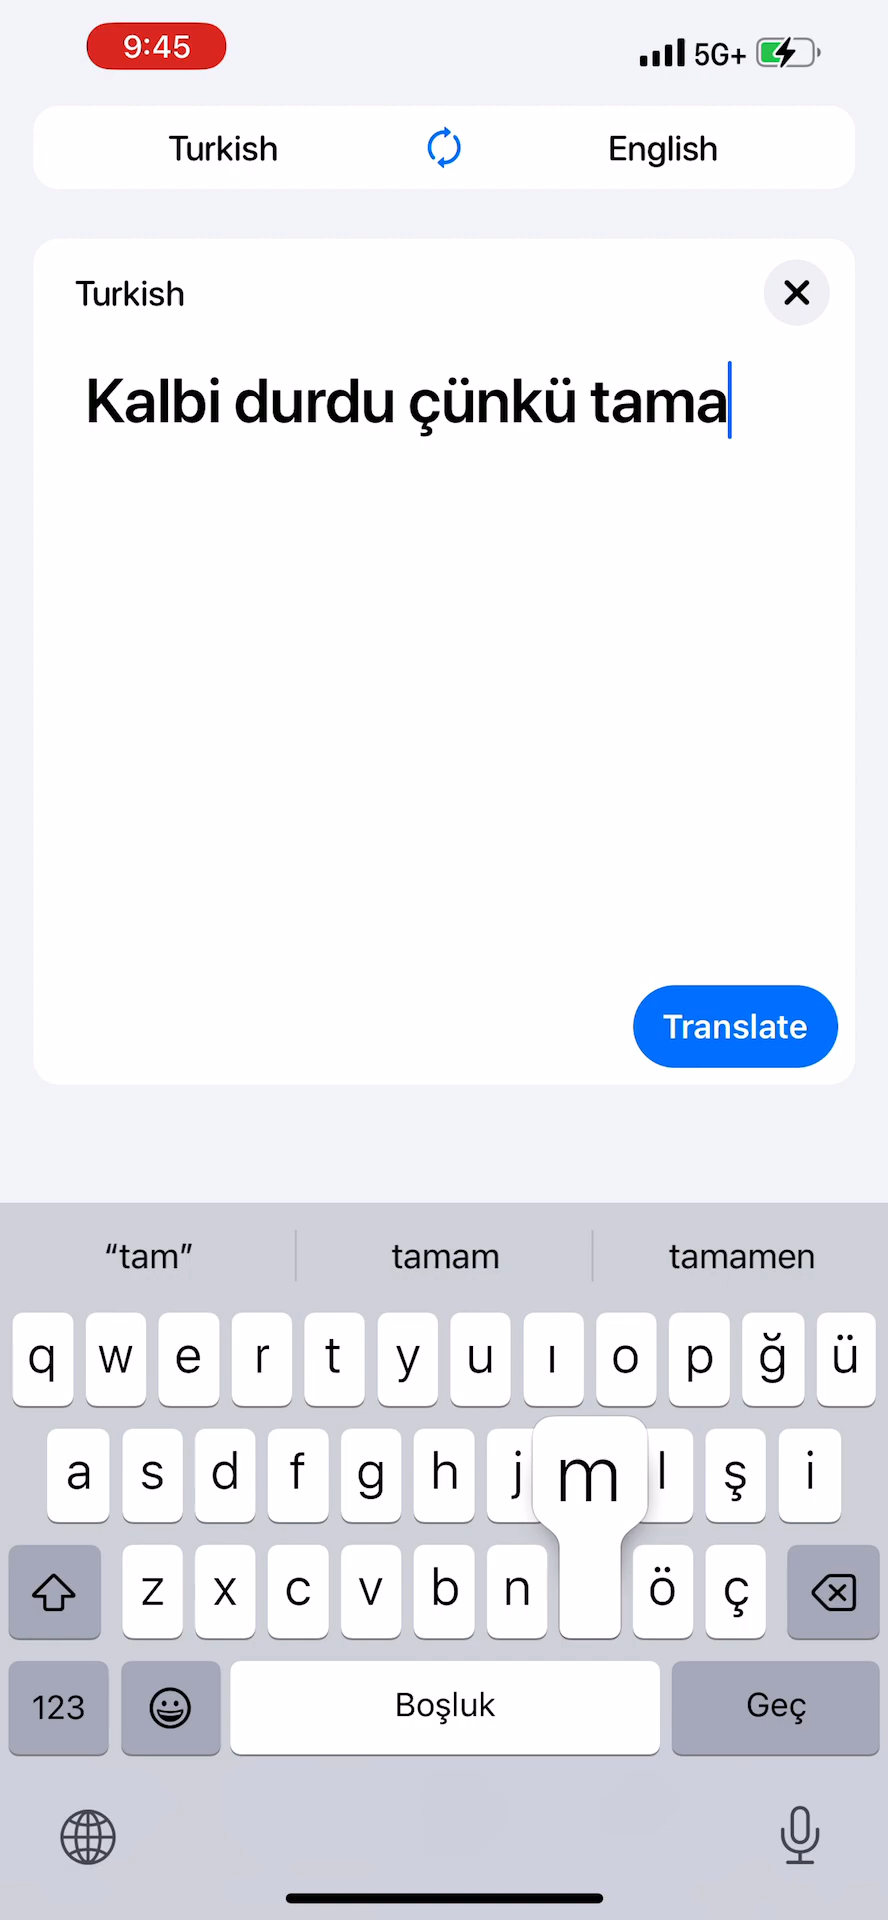 9:45 5G+
Turkish English
Turkish
Kalbi durdu çünkü tama
Translate
“tam” tamam tamamen
q w e r t y u ı o p ğ ü
a s d f g h j m l ş i
z x c v b n ö ç
123 Boşluk Geç